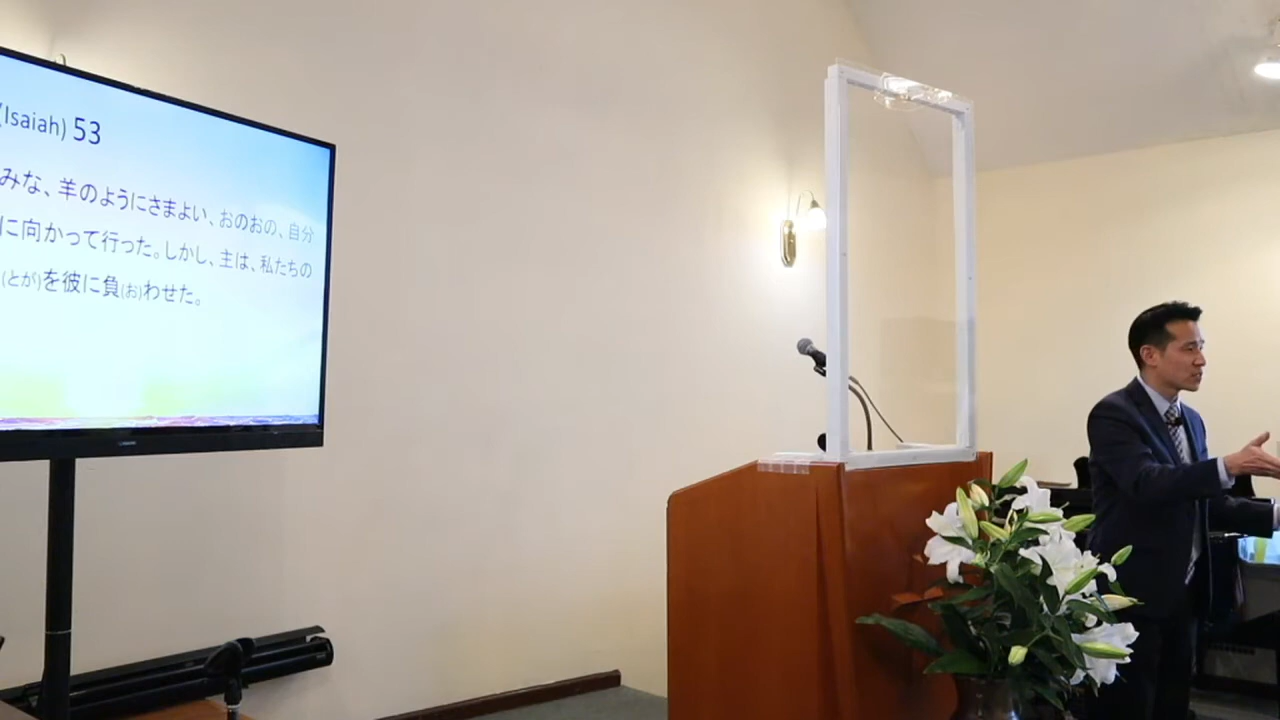 (Isaiah) 53
みな、羊のようにさまよい、おのおの、自分
に向かって行った。しかし、主は、私たちの
(とが)を彼に負(お)わせた。